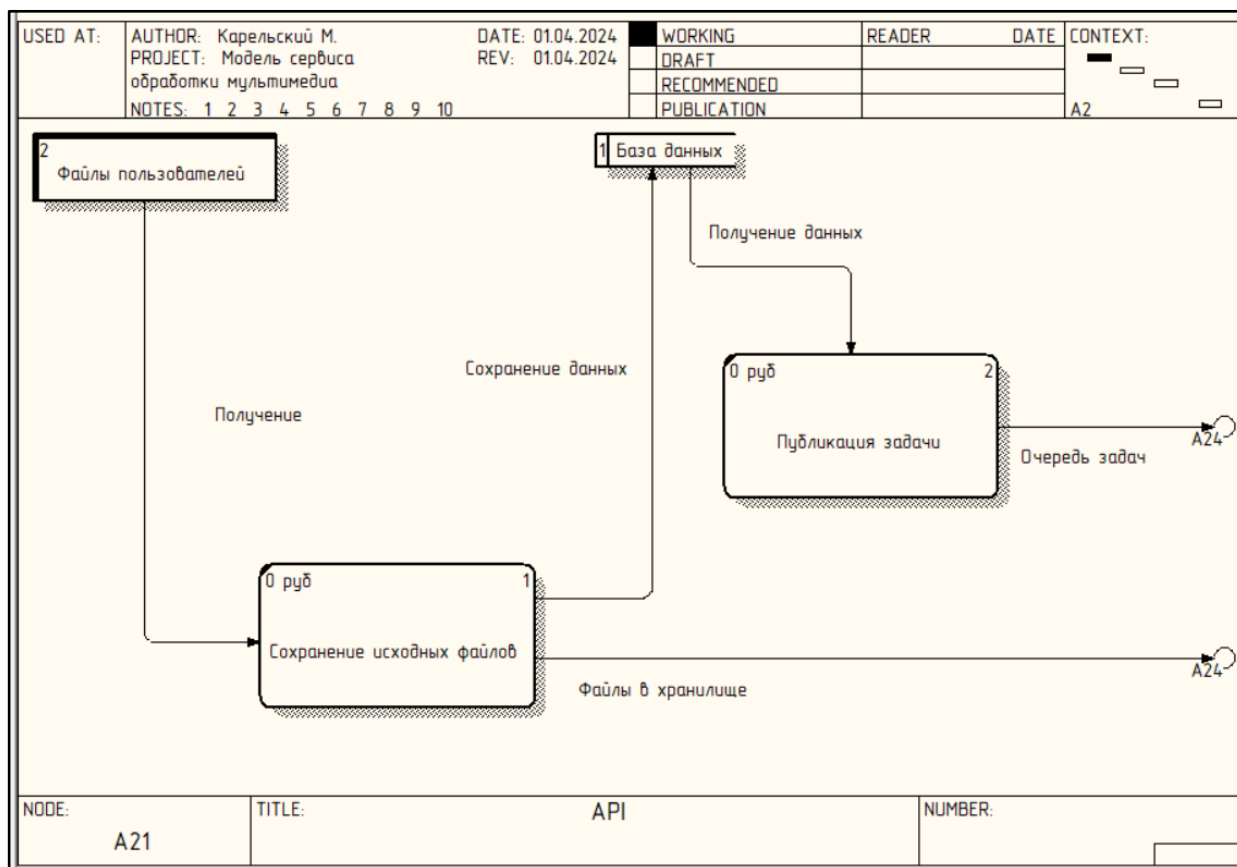 USED AT:
AUTHOR: Карельский М.
DATE: 01.04.2024
PROJECT: Модель сервиса
обработки мультимедиа
REV: 01.04.2024
NOTES: 1 2 3 4 5 6 7 8 9 10
WORKING
DRAFT
RECOMMENDED
PUBLICATION
READER DATE
CONTEXT:
A2
2
Файлы пользователей
1 База данных
Получение данных
Сохранение данных
0 руб 2
Публикация задачи
Получение
A24
Очередь задач
0 руб 1
Сохранение исходных файлов
A24
Файлы в хранилище
NODE:
A21
TITLE:
API
NUMBER: